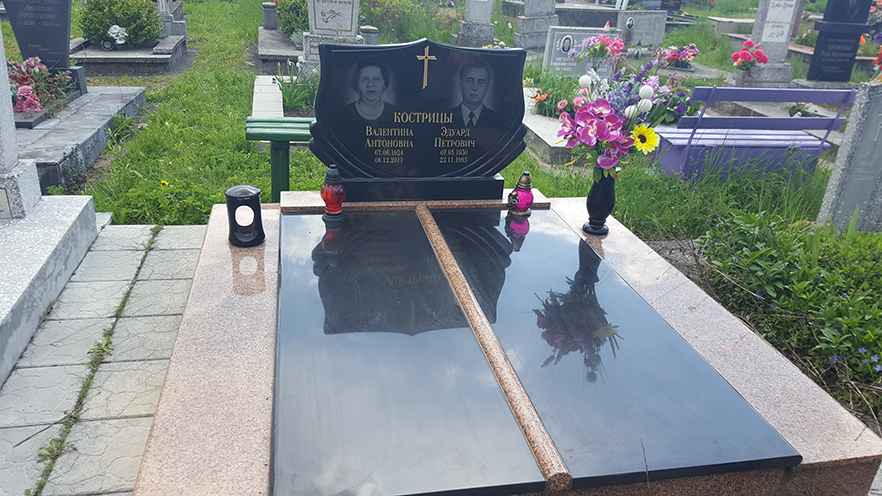 КОСТРИЦЫ
ВАЛЕНТИНА
АНТОНОВНА
07.06.1924
08.12.2011
ЭДУАРД
ПЕТРОВИЧ
07.05.1930
23.11.1993